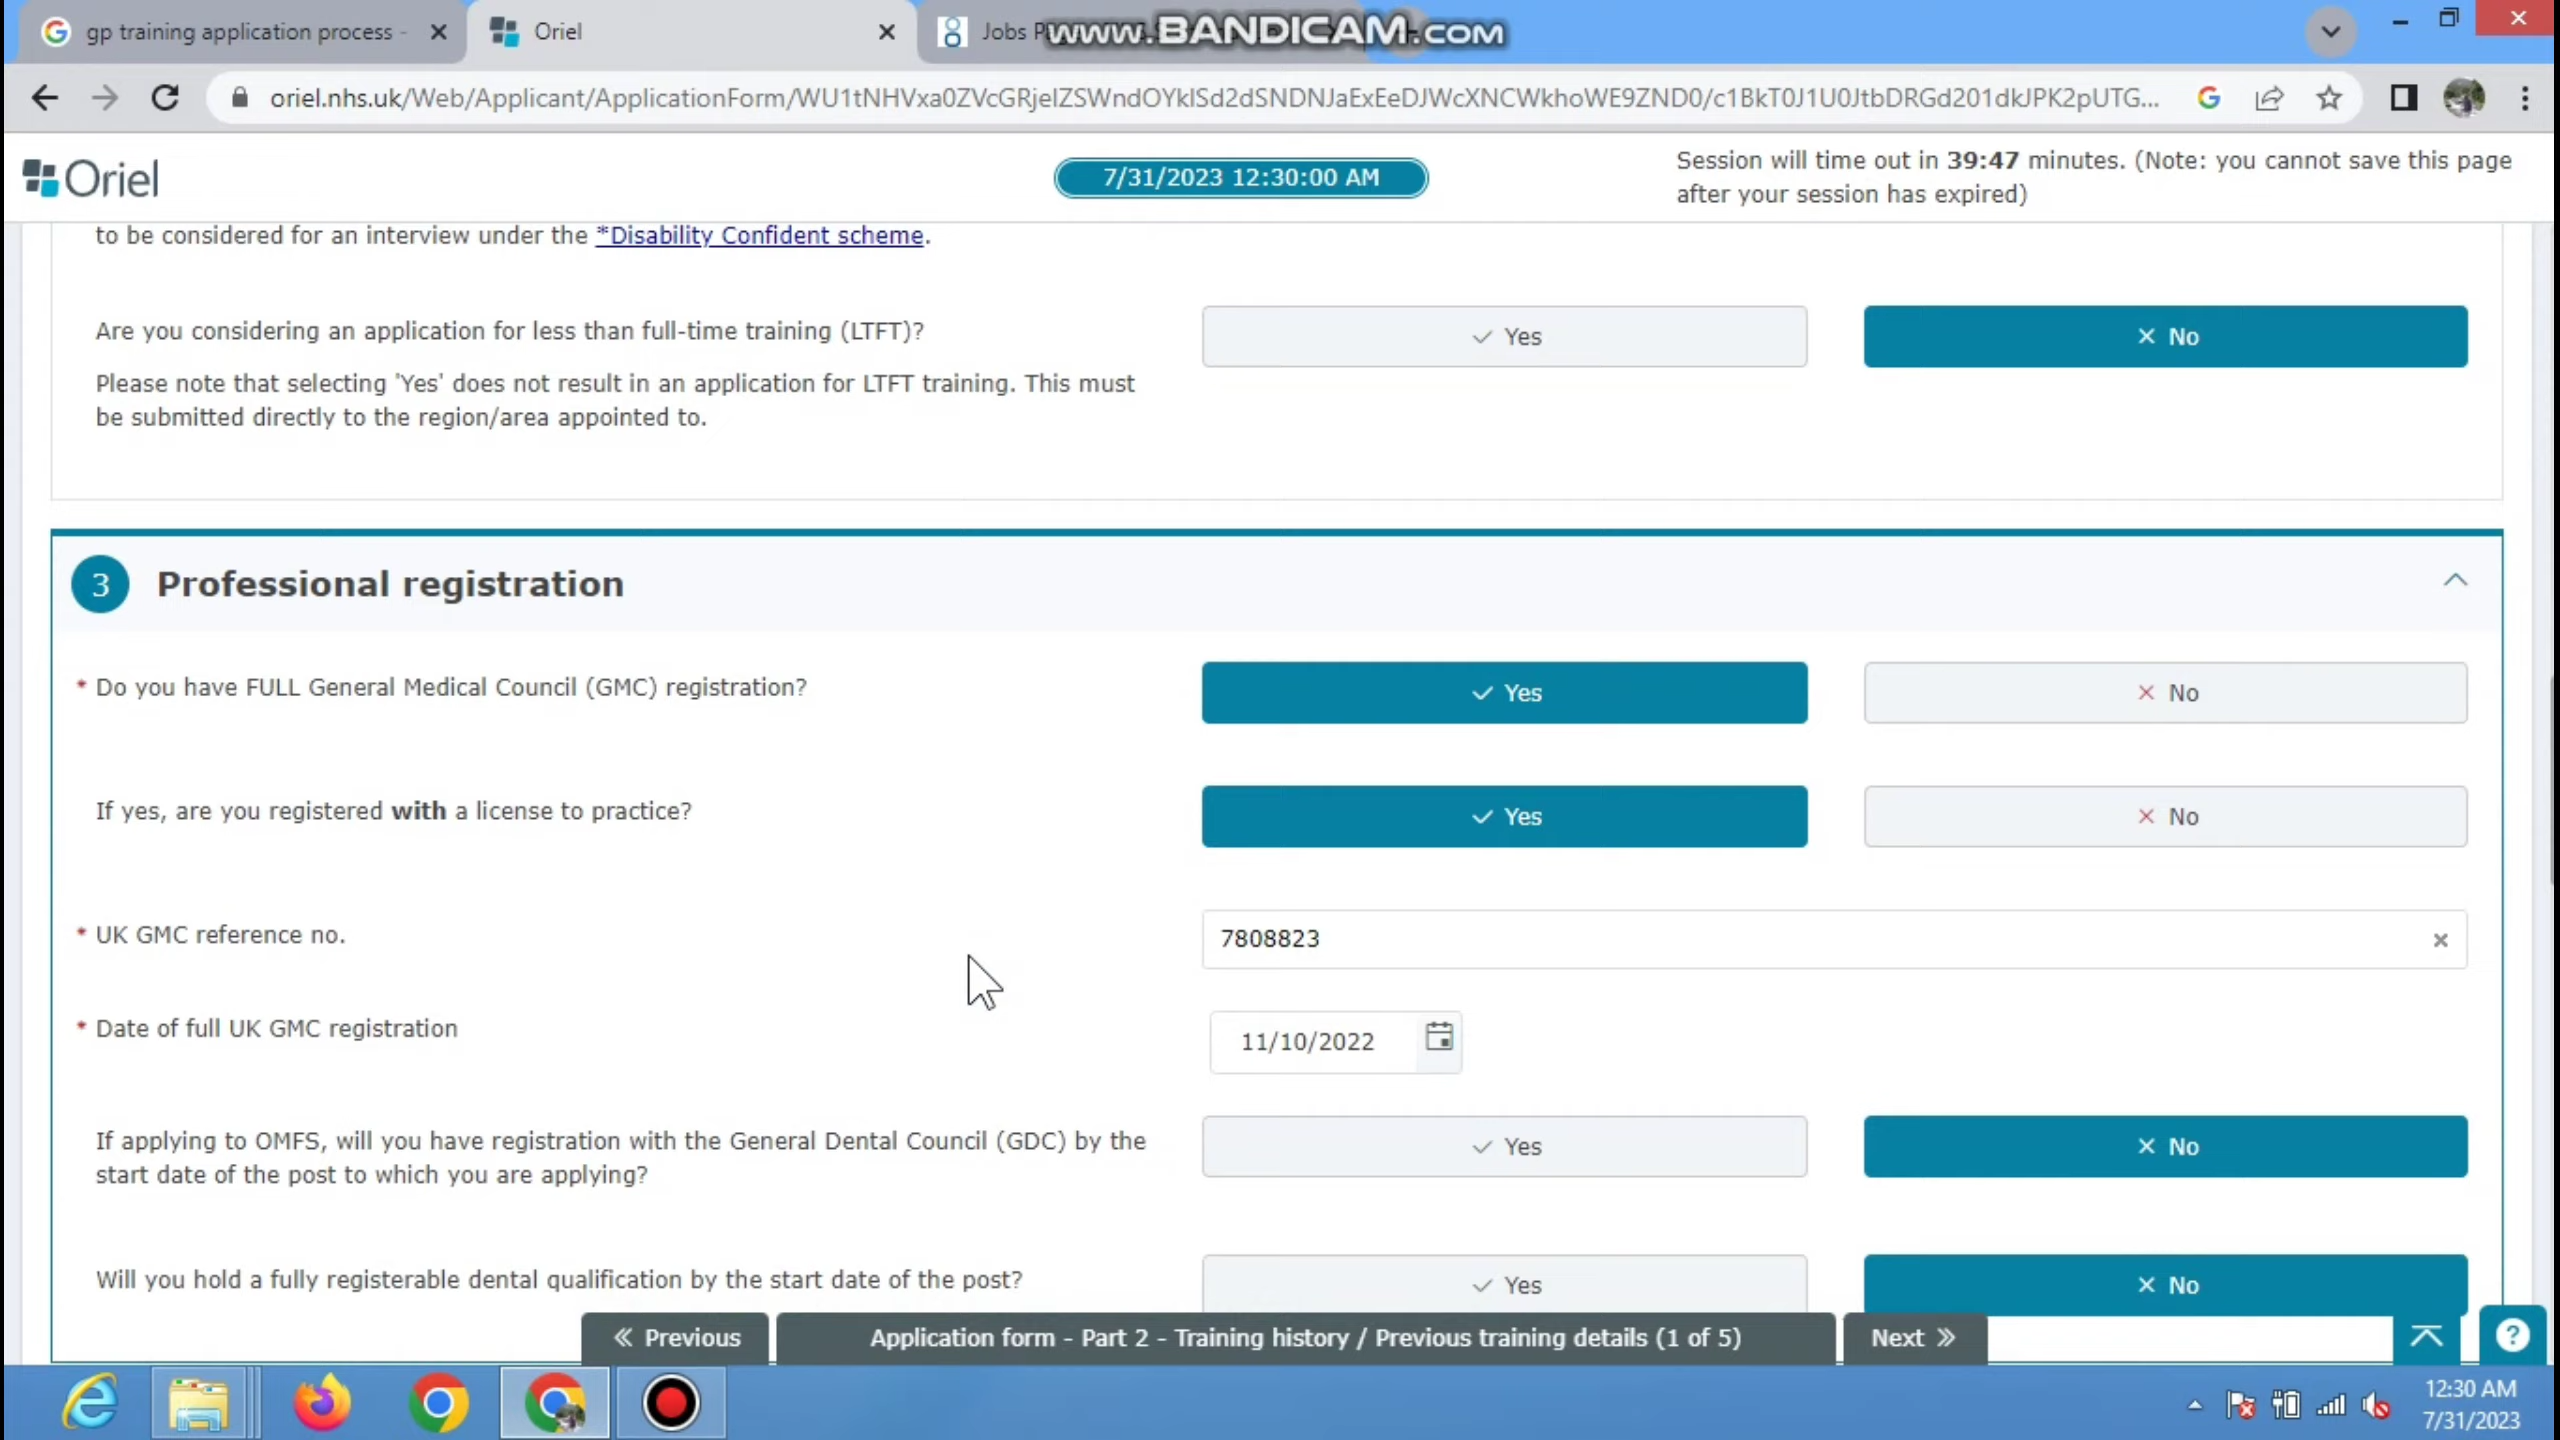 gp training application process -
Oriel
Jobs
www.BANDICAM.com
oriel.nhs.uk/Web/Applicant/ApplicationForm/WU1tNHVxa0ZVcGRjelZSWndOYklSd2dSNDNJaExEeDJWcXNCWkhoWE9ZND0/c1BkT0J1U0JtbDRGd201dkJPK2pUTG...
Oriel
7/31/2023 12:30:00 AM
Session will time out in 39:47 minutes. (Note: you cannot save this page
after your session has expired)
to be considered for an interview under the *Disability Confident scheme.
Are you considering an application for less than full-time training (LTFT)?
Yes
No
Please note that selecting 'Yes' does not result in an application for LTFT training. This must
be submitted directly to the region/area appointed to.
3 Professional registration
* Do you have FULL General Medical Council (GMC) registration?
Yes
No
If yes, are you registered with a license to practice?
Yes
No
* UK GMC reference no.
7808823
* Date of full UK GMC registration
11/10/2022
If applying to OMFS, will you have registration with the General Dental Council (GDC) by the
start date of the post to which you are applying?
Yes
No
Will you hold a fully registerable dental qualification by the start date of the post?
Yes
No
« Previous
Application form - Part 2 - Training history / Previous training details (1 of 5)
Next »
?
12:30 AM
7/31/2023